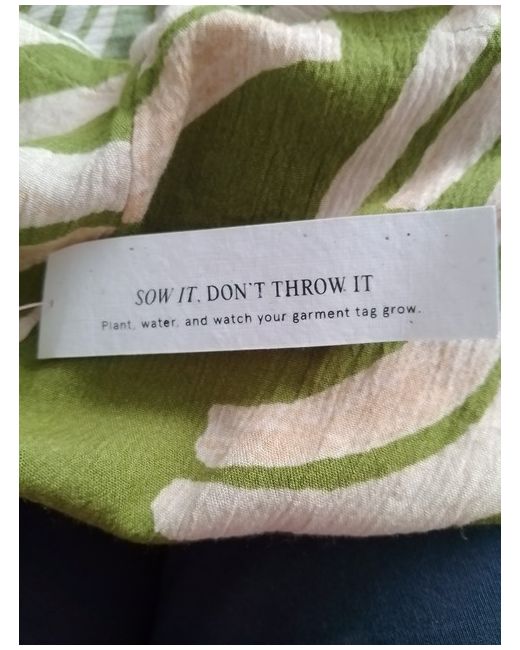 SOW IT, DON'T THROW IT
Plant, water, and watch your garment tag grow.